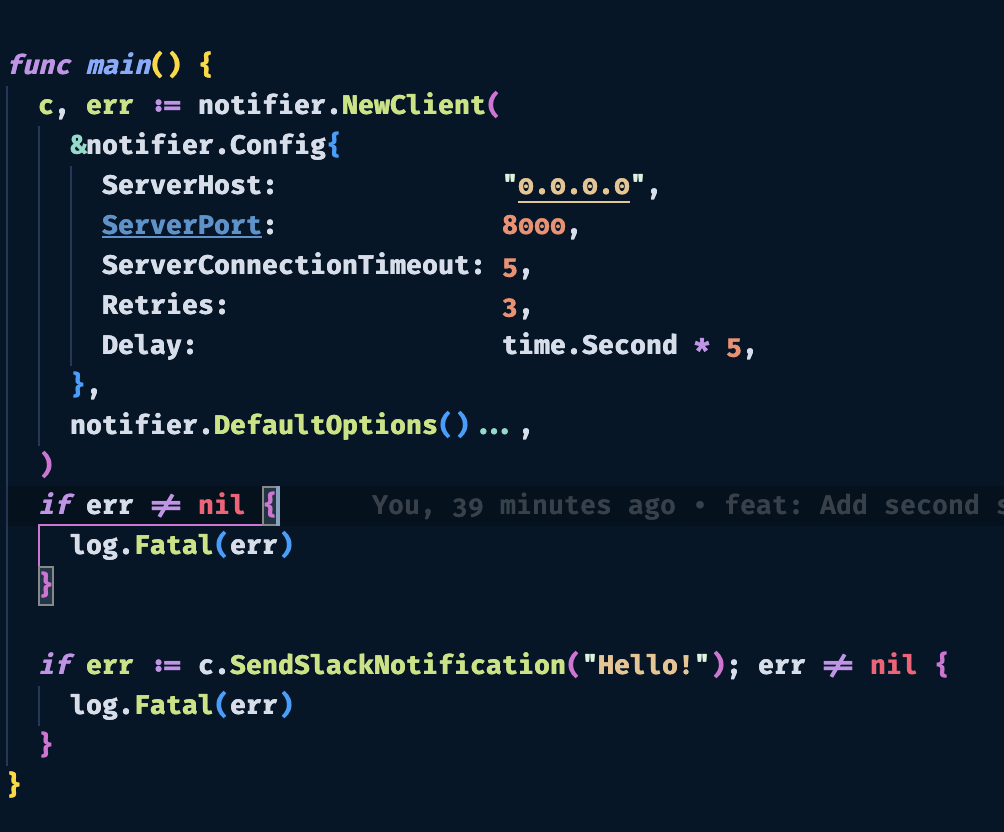 func main() {
  c, err := notifier.NewClient(
    &notifier.Config{
      ServerHost:              "0.0.0.0",
      ServerPort:              8000,
      ServerConnectionTimeout: 5,
      Retries:                 3,
      Delay:                   time.Second * 5,
    },
    notifier.DefaultOptions()...,
  )
  if err != nil {      You, 39 minutes ago • feat: Add second
    log.Fatal(err)
  }

  if err := c.SendSlackNotification("Hello!"); err != nil {
    log.Fatal(err)
  }
}